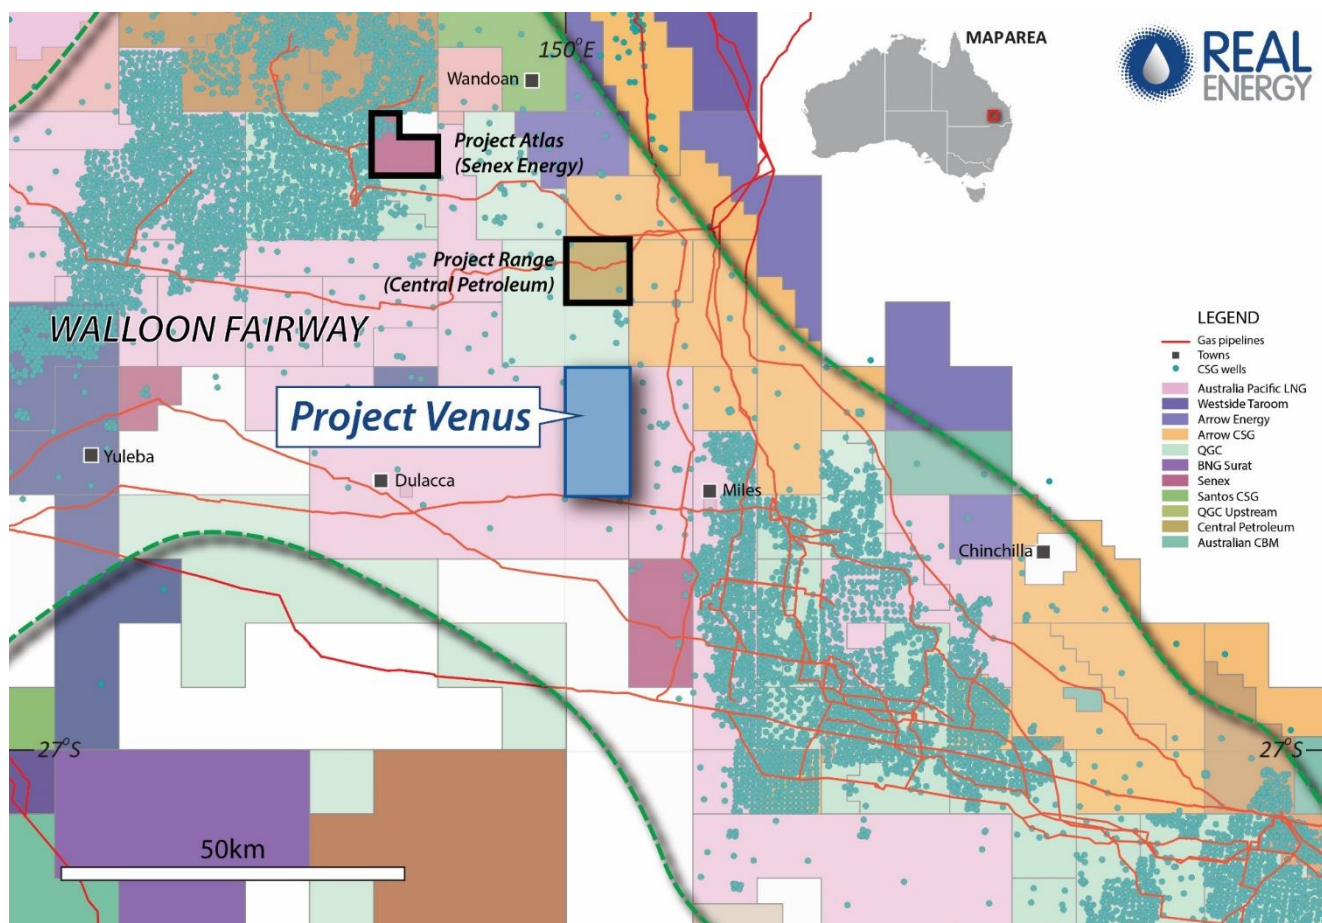 150°E
MAPAREA
REAL
ENERGY
Wandoan
Project Atlas
(Senex Energy)
Project Range
(Central Petroleum)
WALLOON FAIRWAY
Project Venus
Yuleba
Dulacca
Miles
Chinchilla
LEGEND
Gas pipelines
Towns
CSG wells
Australia Pacific LNG
Westside Taroom
Arrow Energy
Arrow CSG
QGC
BNG Surat
Senex
Santos CSG
QGC Upstream
Central Petroleum
Australian CBM
27°S
27°S
50km